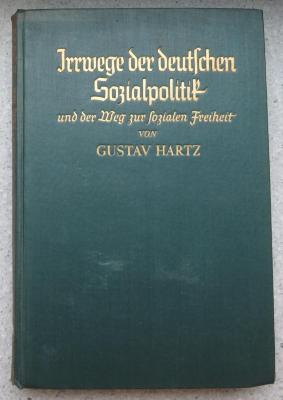 Irrwege der deutschen
Sozialpolitik
und der Weg zur sozialen Freiheit
VON
GUSTAV HARTZ